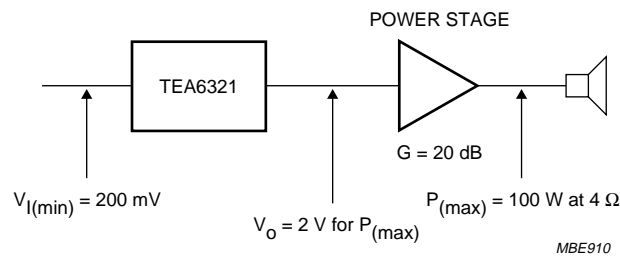 POWER STAGE
TEA6321
G = 20 dB
V_I(min) = 200 mV
V_o = 2 V for P_(max)
P_(max) = 100 W at 4 Ω
MBE910